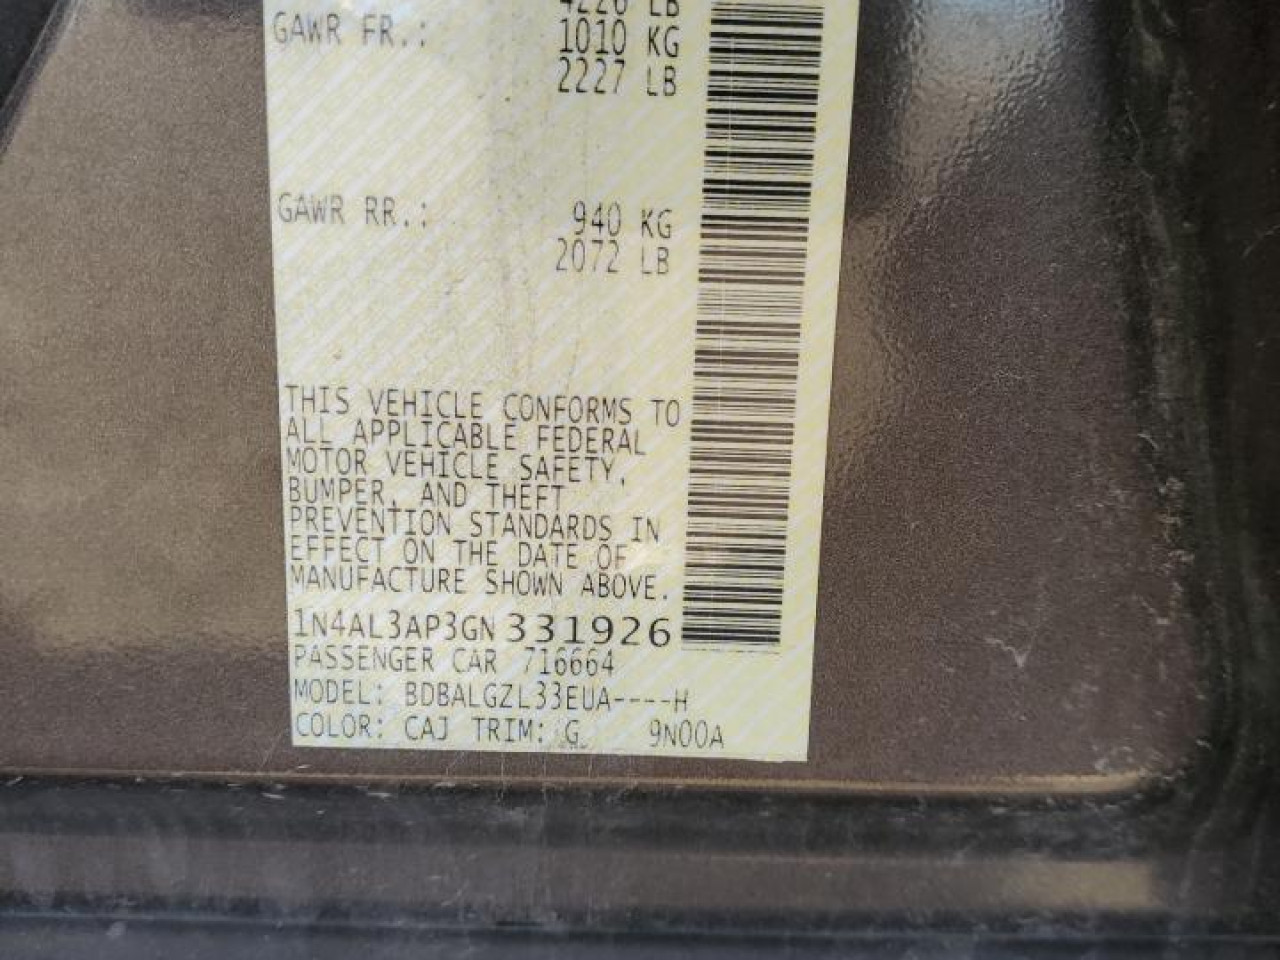 4226 LB
GAWR FR.: 1010 KG
2227 LB
GAWR RR.: 940 KG
2072 LB
THIS VEHICLE CONFORMS TO
ALL APPLICABLE FEDERAL
MOTOR VEHICLE SAFETY,
BUMPER, AND THEFT
PREVENTION STANDARDS IN
EFFECT ON THE DATE OF
MANUFACTURE SHOWN ABOVE.
1N4AL3AP3GN331926
PASSENGER CAR 716664
MODEL: BDBALGZL33EUA----H
COLOR: CAJ TRIM: G 9N00A